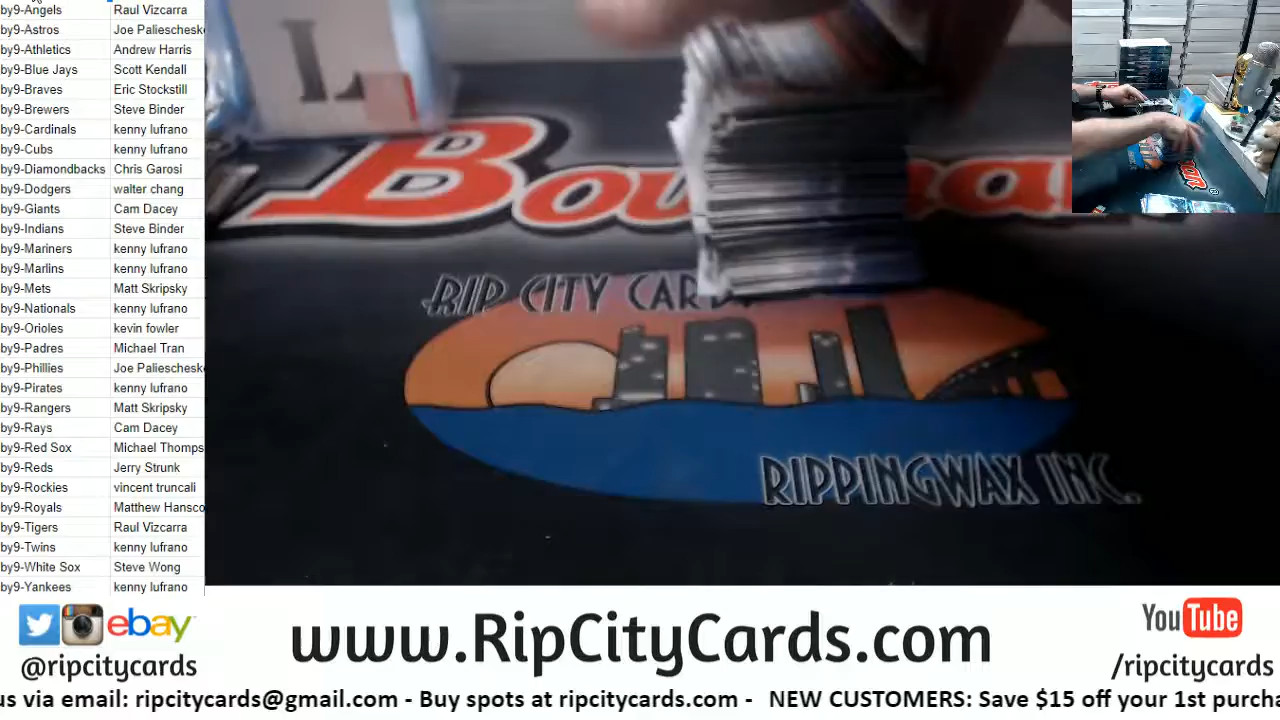 by9-Angels Raul Vizcarra
by9-Astros Joe Paliescheske
by9-Athletics Andrew Harris
by9-Blue Jays Scott Kendall
by9-Braves Eric Stockstill
by9-Brewers Steve Binder
by9-Cardinals kenny lufrano
by9-Cubs kenny lufrano
by9-Diamondbacks Chris Garosi
by9-Dodgers walter chang
by9-Giants Cam Dacey
by9-Indians Steve Binder
by9-Mariners kenny lufrano
by9-Marlins kenny lufrano
by9-Mets Matt Skripsky
by9-Nationals kenny lufrano
by9-Orioles kevin fowler
by9-Padres Michael Tran
by9-Phillies Joe Paliescheske
by9-Pirates kenny lufrano
by9-Rangers Matt Skripsky
by9-Rays Cam Dacey
by9-Red Sox Michael Thomps
by9-Reds Jerry Strunk
by9-Rockies vincent truncali
by9-Royals Matthew Hansco
by9-Tigers Raul Vizcarra
by9-Twins kenny lufrano
by9-White Sox Steve Wong
by9-Yankees kenny lufrano
RIP CITY CARD
RIPPINGWAX INC.
ebay
@ripcitycards
www.RipCityCards.com
YouTube
/ripcitycards
us via email: ripcitycards@gmail.com - Buy spots at ripcitycards.com - NEW CUSTOMERS: Save $15 off your 1st purcha